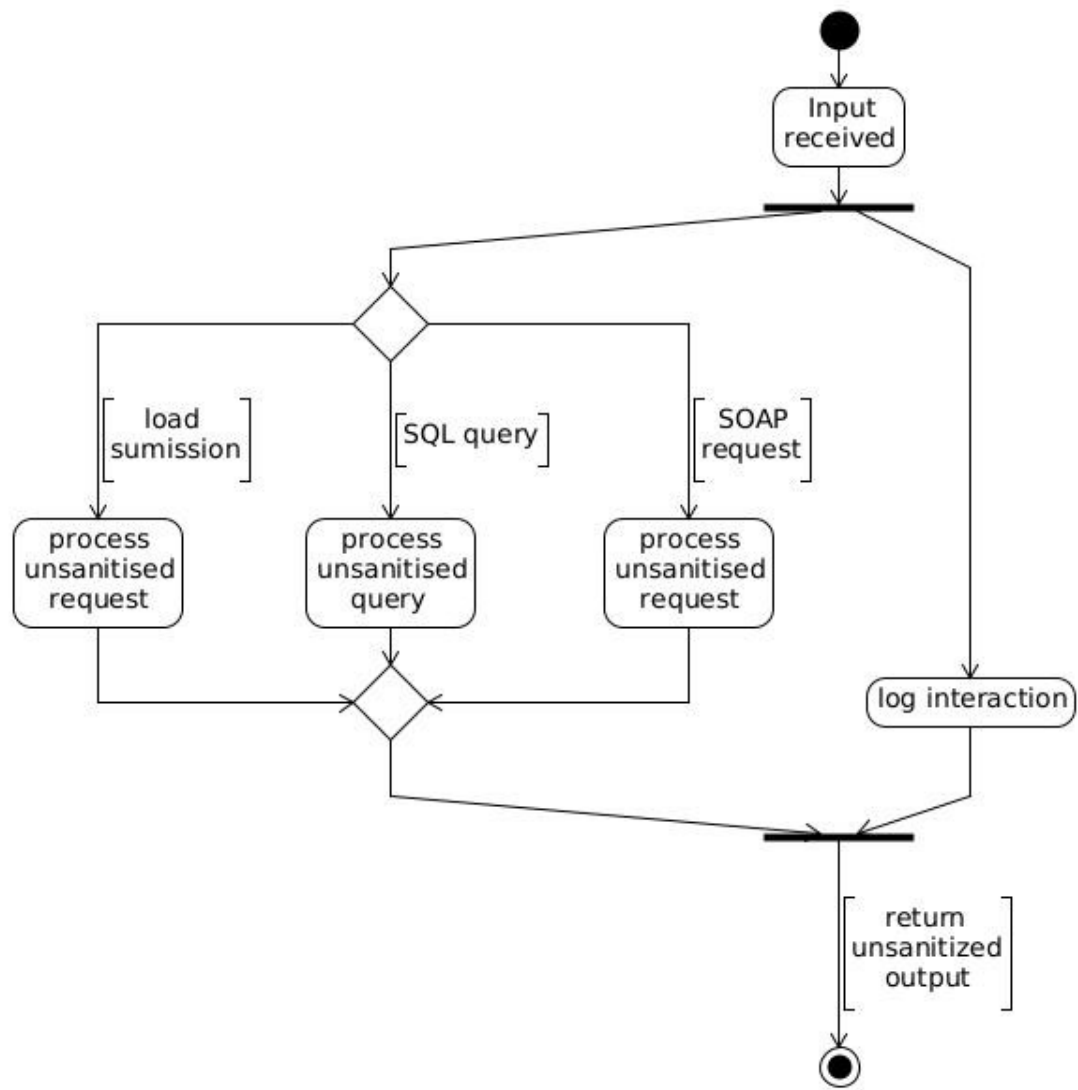 Input
received
load
sumission
SQL query
SOAP
request
process
unsanitised
request
process
unsanitised
query
process
unsanitised
request
log interaction
return
unsanitized
output